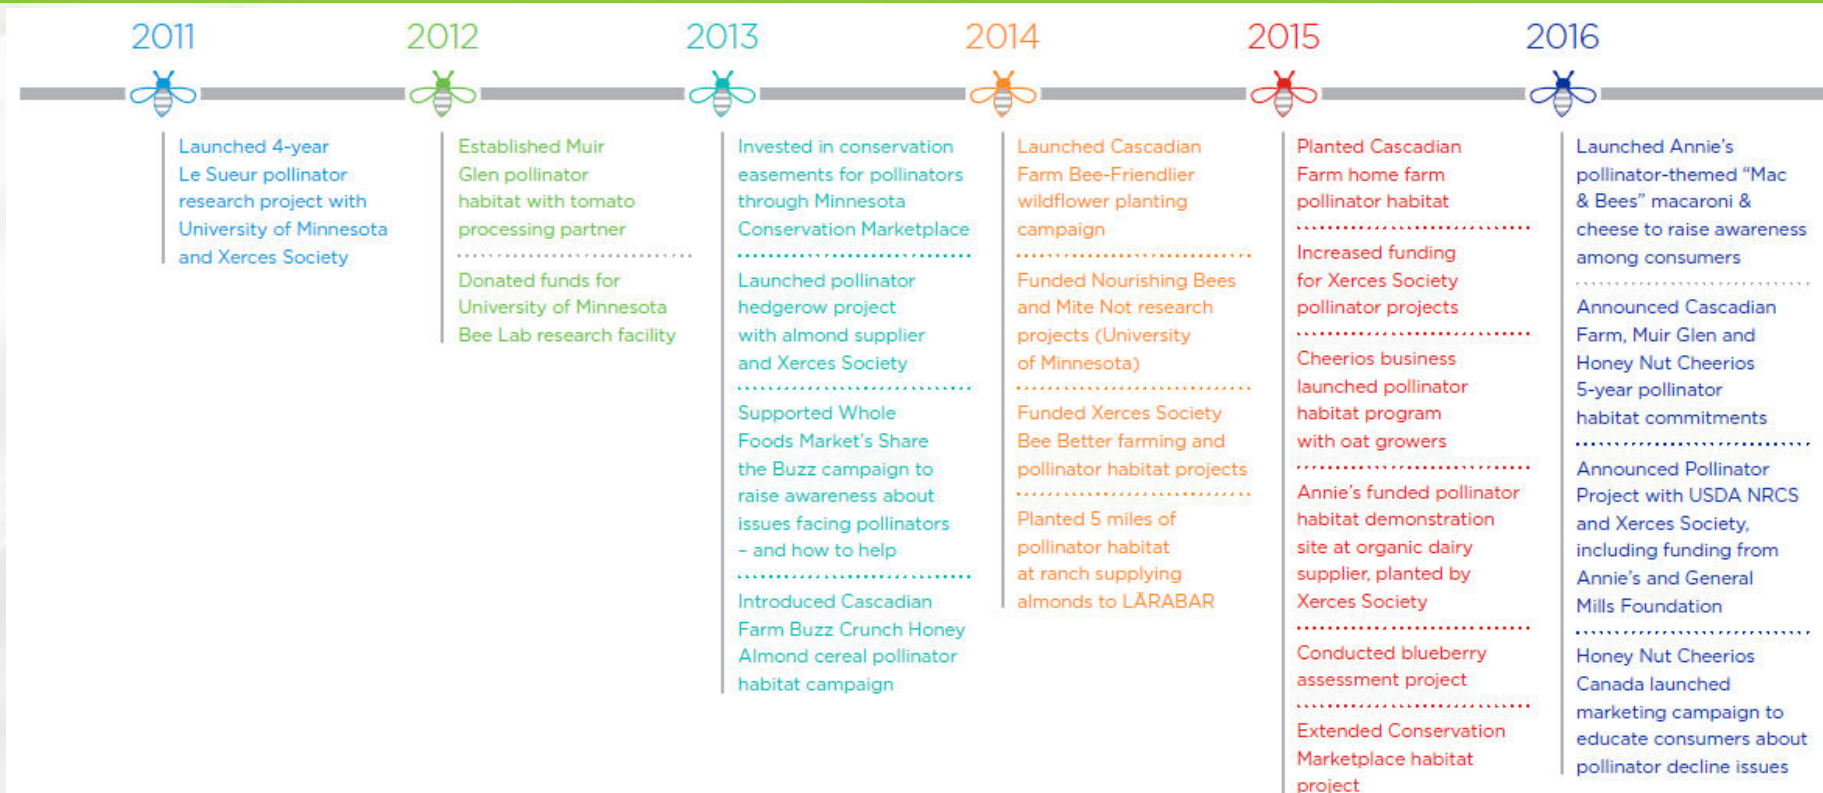 2011
Launched 4-year
Le Sueur pollinator
research project with
University of Minnesota
and Xerces Society
2012
Established Muir
Glen pollinator
habitat with tomato
processing partner
Donated funds for
University of Minnesota
Bee Lab research facility
2013
Invested in conservation
easements for pollinators
through Minnesota
Conservation Marketplace
Launched pollinator
hedgerow project
with almond supplier
and Xerces Society
Supported Whole
Foods Market's Share
the Buzz campaign to
raise awareness about
issues facing pollinators
– and how to help
Introduced Cascadian
Farm Buzz Crunch Honey
Almond cereal pollinator
habitat campaign
2014
Launched Cascadian
Farm Bee-Friendlier
wildflower planting
campaign
Funded Nourishing Bees
and Mite Not research
projects (University
of Minnesota)
Funded Xerces Society
Bee Better farming and
pollinator habitat projects
Planted 5 miles of
pollinator habitat
at ranch supplying
almonds to LÄRABAR
2015
Planted Cascadian
Farm home farm
pollinator habitat
Increased funding
for Xerces Society
pollinator projects
Cheerios business
launched pollinator
habitat program
with oat growers
Annie's funded pollinator
habitat demonstration
site at organic dairy
supplier, planted by
Xerces Society
Conducted blueberry
assessment project
Extended Conservation
Marketplace habitat
project
2016
Launched Annie's
pollinator-themed "Mac
& Bees" macaroni &
cheese to raise awareness
among consumers
Announced Cascadian
Farm, Muir Glen and
Honey Nut Cheerios
5-year pollinator
habitat commitments
Announced Pollinator
Project with USDA NRCS
and Xerces Society,
including funding from
Annie's and General
Mills Foundation
Honey Nut Cheerios
Canada launched
marketing campaign to
educate consumers about
pollinator decline issues